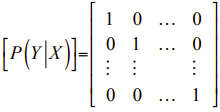 [P(Y|X)]= [ 1 0 … 0
0 1 … 0
⋮ ⋮ ⋮
0 0 … 1 ]